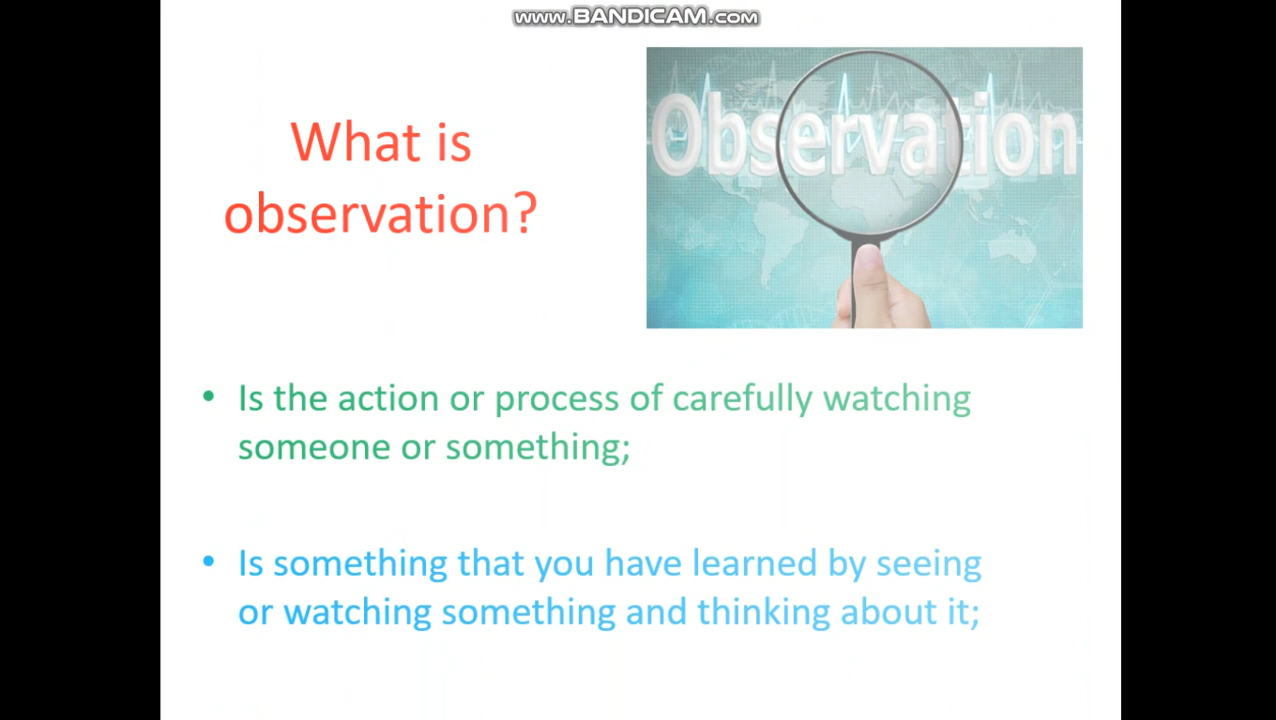 www.BANDICAM.com
What is
observation?
Observation
• Is the action or process of carefully watching
someone or something;
• Is something that you have learned by seeing
or watching something and thinking about it;